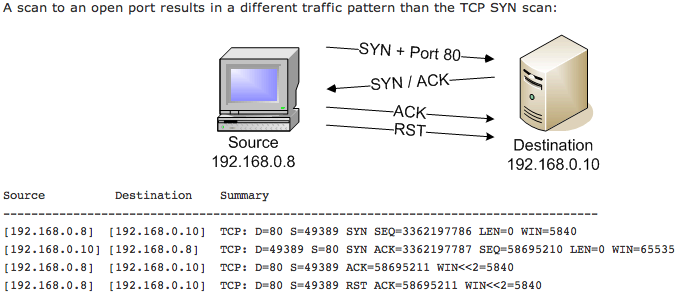 A scan to an open port results in a different traffic pattern than the TCP SYN scan:
SYN + Port 80
SYN / ACK
ACK
RST
Source
192.168.0.8
Destination
192.168.0.10
Source Destination Summary
--------------------------------------------------------------------------------------
[192.168.0.8] [192.168.0.10] TCP: D=80 S=49389 SYN SEQ=3362197786 LEN=0 WIN=5840
[192.168.0.10] [192.168.0.8] TCP: D=49389 S=80 SYN ACK=3362197787 SEQ=58695210 LEN=0 WIN=65535
[192.168.0.8] [192.168.0.10] TCP: D=80 S=49389 ACK=58695211 WIN<<2=5840
[192.168.0.8] [192.168.0.10] TCP: D=80 S=49389 RST ACK=58695211 WIN<<2=5840